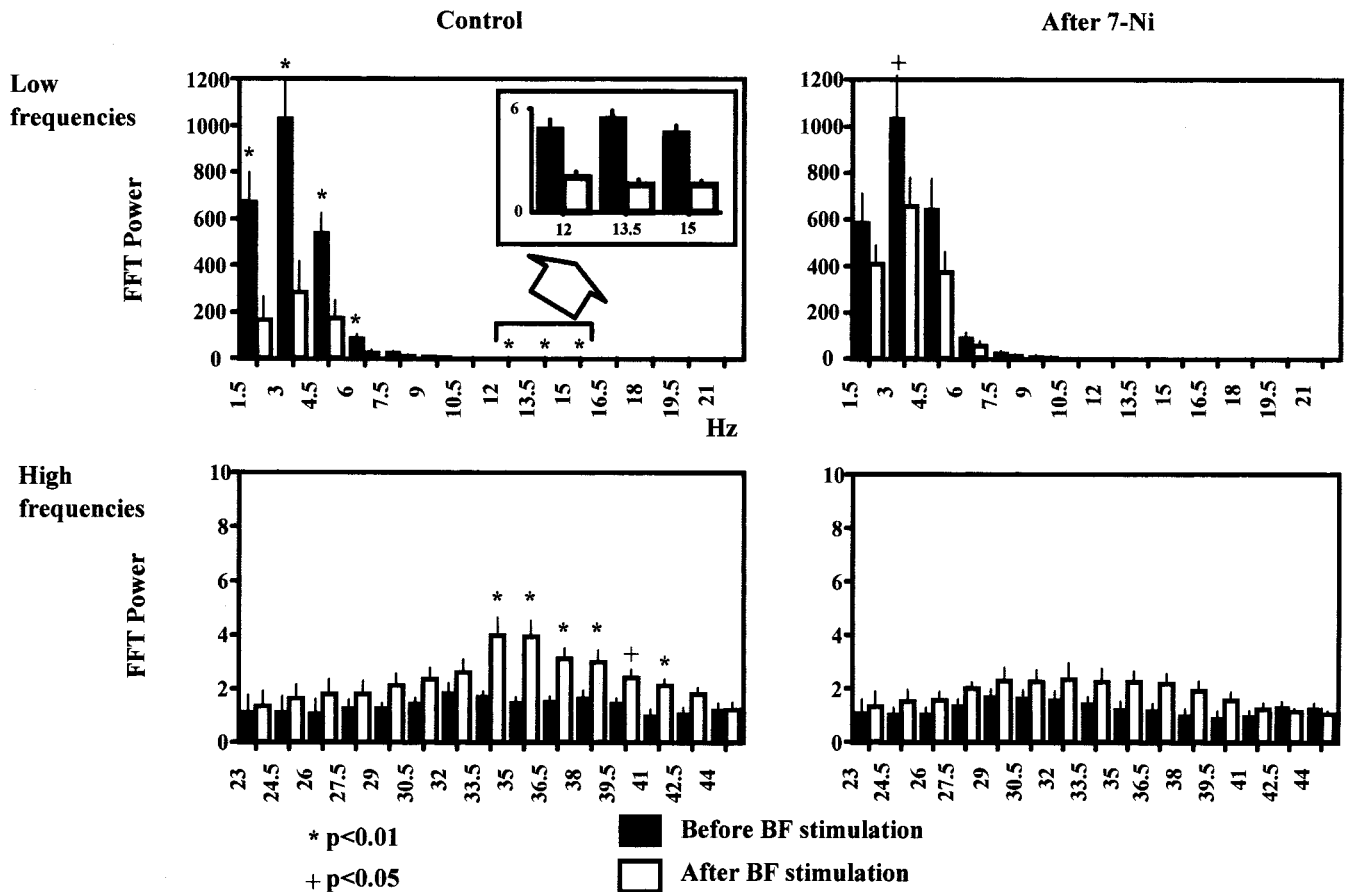 Control
After 7-Ni
Low
frequencies
FFT Power
1200
1000
800
600
400
200
0
*
*
*
*
* * *
6
0
12 13.5 15
1.5 3 4.5 6 7.5 9 10.5 12 13.5 15 16.5 18 19.5 21
Hz
1200
1000
800
600
400
200
0
+
1.5 3 4.5 6 7.5 9 10.5 12 13.5 15 16.5 18 19.5 21
High
frequencies
FFT Power
10
8
6
4
2
0
* * * * + *
23 24.5 26 27.5 29 30.5 32 33.5 35 36.5 38 39.5 41 42.5 44
10
8
6
4
2
0
23 24.5 26 27.5 29 30.5 32 33.5 35 36.5 38 39.5 41 42.5 44
* p<0.01
+ p<0.05
Before BF stimulation
After BF stimulation